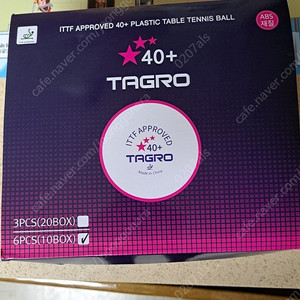 ITTF APPROVED 40+ PLASTIC TABLE TENNIS BALL
ABS
재질
40+
TAGRO
ITTF APPROVED
40+
TAGRO
Made in China
3PCS(20BOX)
6PCS(10BOX)